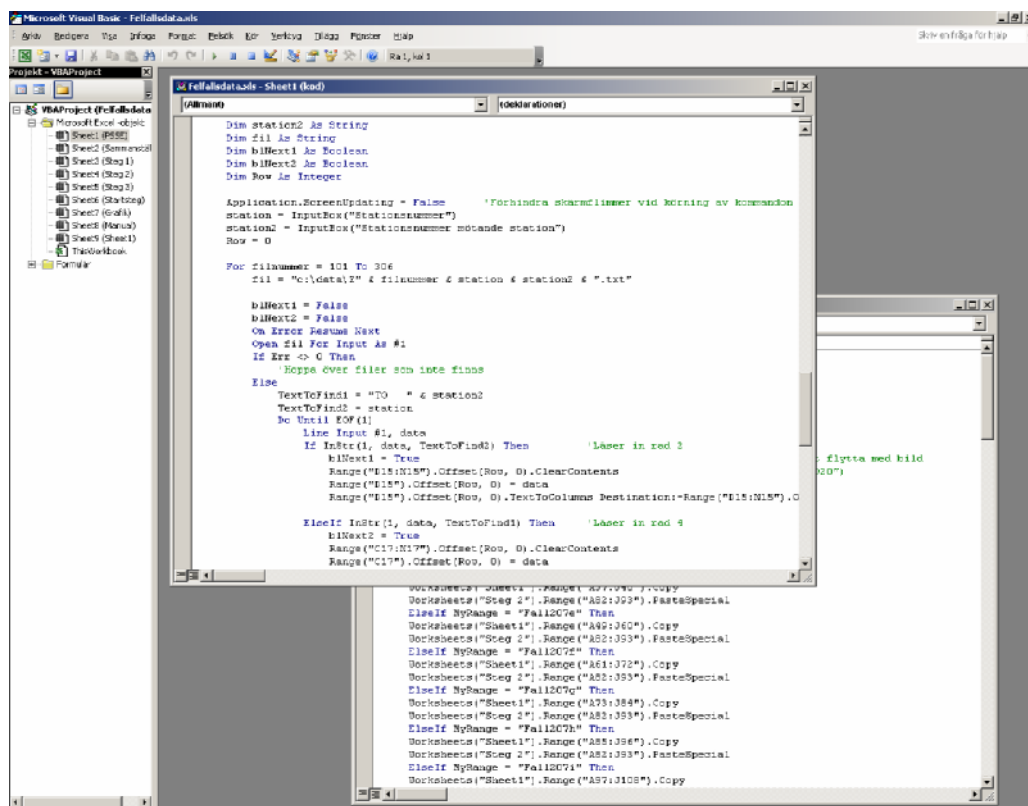 Microsoft Visual Basic - Felfallsdata.xls
Arkiv Redigera Visa Infoga Format Felsök Kör Verktyg Tillägg Fönster Hjälp
Skriv en fråga för hjälp
Ra 1, kol 1
Projekt - VBAProject
VBAProject (Felfallsdata
Microsoft Excel -objekt
Sheet1 (PSSE)
Sheet2 (Sammanstäl
Sheet3 (Steg 1)
Sheet4 (Steg 2)
Sheet5 (Steg 3)
Sheet6 (Startsteg)
Sheet7 (Grafik)
Sheet8 (Manual)
Sheet9 (Sheet1)
ThisWorkbook
Formulär
Felfallsdata.xls - Sheet1 (kod)
(Allmänt)
(deklarationer)
Dim station2 As String
Dim fil As String
Dim blNext1 As Boolean
Dim blNext2 As Boolean
Dim Row As Integer
Application.ScreenUpdating = False 'Förhindra skärmflimmer vid körning av kommandon
station = InputBox("Stationsnummer")
station2 = InputBox("Stationsnummer mötande station")
Row = 0
For filnummer = 101 To 306
fil = "c:\data\Z" & filnummer & station & station2 & ".txt"
blNext1 = False
blNext2 = False
On Error Resume Next
Open fil For Input As #1
If Err <> 0 Then
'Hoppa över filer som inte finns
Else
TextToFind1 = "TO   " & station2
TextToFind2 = station
Do Until EOF(1)
Line Input #1, data
If InStr(1, data, TextToFind2) Then 'Läser in rad 2
blNext1 = True
Range("D15:N15").Offset(Row, 0).ClearContents
Range("D15").Offset(Row, 0) = data
Range("D15").Offset(Row, 0).TextToColumns Destination:=Range("D15:N15").O
ElseIf InStr(1, data, TextToFind1) Then 'Läser in rad 4
blNext2 = True
Range("C17:N17").Offset(Row, 0).ClearContents
Range("C17").Offset(Row, 0) = data
flytta med bild
020")
Worksheets("Steg 2").Range("A82:J93").PasteSpecial
ElseIf NyRange = "Fall207e" Then
Worksheets("Sheet1").Range("A49:J60").Copy
Worksheets("Steg 2").Range("A82:J93").PasteSpecial
ElseIf NyRange = "Fall207f" Then
Worksheets("Sheet1").Range("A61:J72").Copy
Worksheets("Steg 2").Range("A82:J93").PasteSpecial
ElseIf NyRange = "Fall207g" Then
Worksheets("Sheet1").Range("A73:J84").Copy
Worksheets("Steg 2").Range("A82:J93").PasteSpecial
ElseIf NyRange = "Fall207h" Then
Worksheets("Sheet1").Range("A85:J96").Copy
Worksheets("Steg 2").Range("A82:J93").PasteSpecial
ElseIf NyRange = "Fall207i" Then
Worksheets("Sheet1").Range("A97:J108").Copy